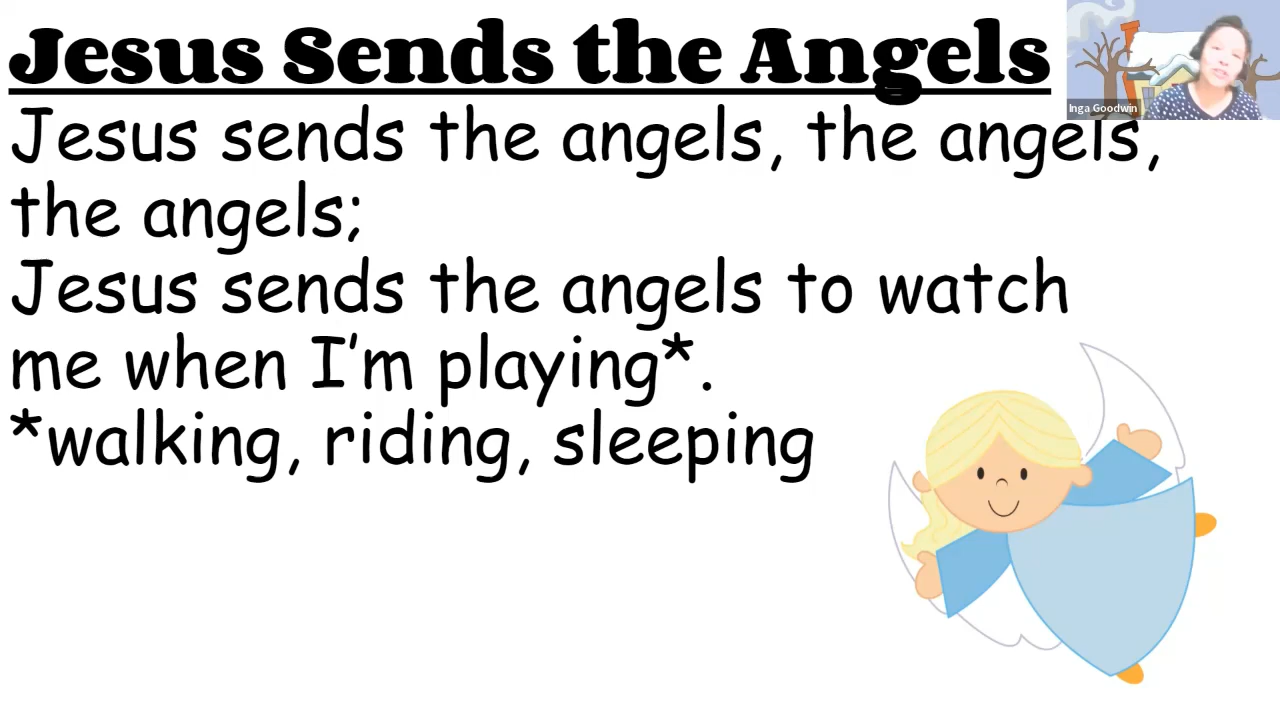 Jesus Sends the Angels
Inga Goodwin
Jesus sends the angels, the angels,
the angels;
Jesus sends the angels to watch
me when I’m playing*.
*walking, riding, sleeping